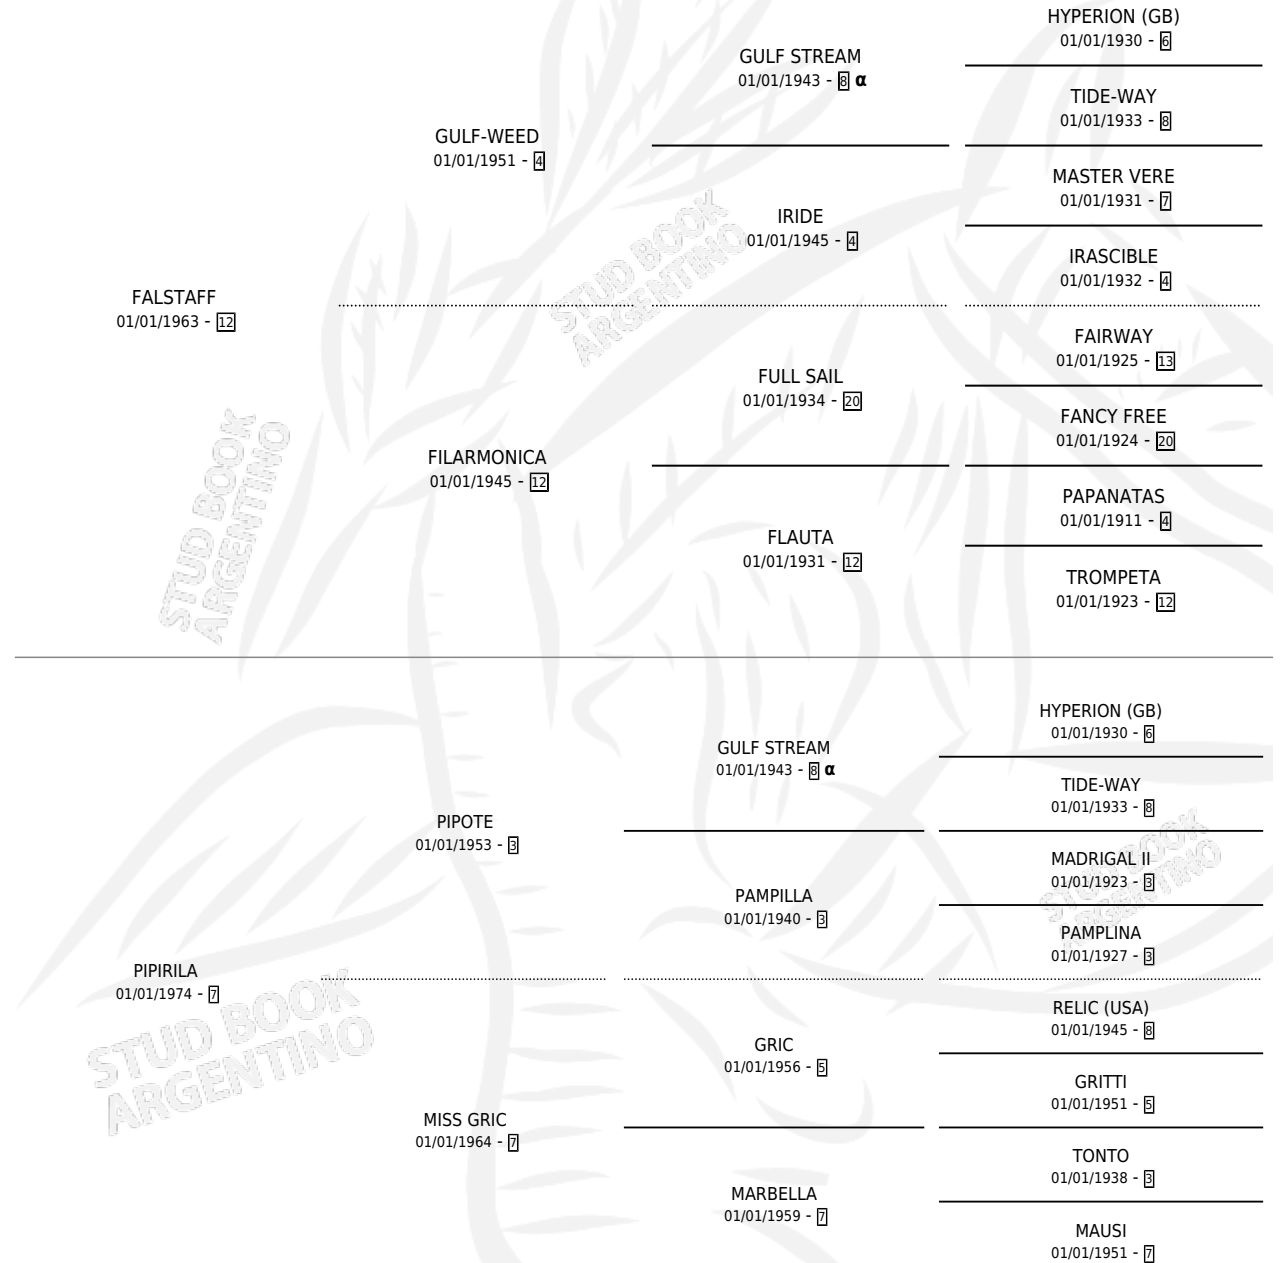 HYPERION (GB)
01/01/1930 - 6
GULF STREAM
01/01/1943 - 8 α
TIDE-WAY
01/01/1933 - 8
GULF-WEED
01/01/1951 - 4
MASTER VERE
01/01/1931 - 7
IRIDE
01/01/1945 - 4
IRASCIBLE
01/01/1932 - 4
STUD BOOK
ARGENTINO
FALSTAFF
01/01/1963 - 12
FAIRWAY
01/01/1925 - 13
FULL SAIL
01/01/1934 - 20
FANCY FREE
01/01/1924 - 20
FILARMONICA
01/01/1945 - 12
PAPANATAS
01/01/1911 - 4
FLAUTA
01/01/1931 - 12
TROMPETA
01/01/1923 - 12
STUD BOOK
ARGENTINO
HYPERION (GB)
01/01/1930 - 6
GULF STREAM
01/01/1943 - 8 α
TIDE-WAY
01/01/1933 - 8
PIPOTE
01/01/1953 - 3
MADRIGAL II
01/01/1923 - 3
PAMPILLA
01/01/1940 - 3
PAMPLINA
01/01/1927 - 3
STUD BOOK
ARGENTINO
PIPIRILA
01/01/1974 - 7
RELIC (USA)
01/01/1945 - 8
GRIC
01/01/1956 - 5
GRITTI
01/01/1951 - 5
MISS GRIC
01/01/1964 - 7
TONTO
01/01/1938 - 3
MARBELLA
01/01/1959 - 7
MAUSI
01/01/1951 - 7
STUD BOOK
ARGENTINO